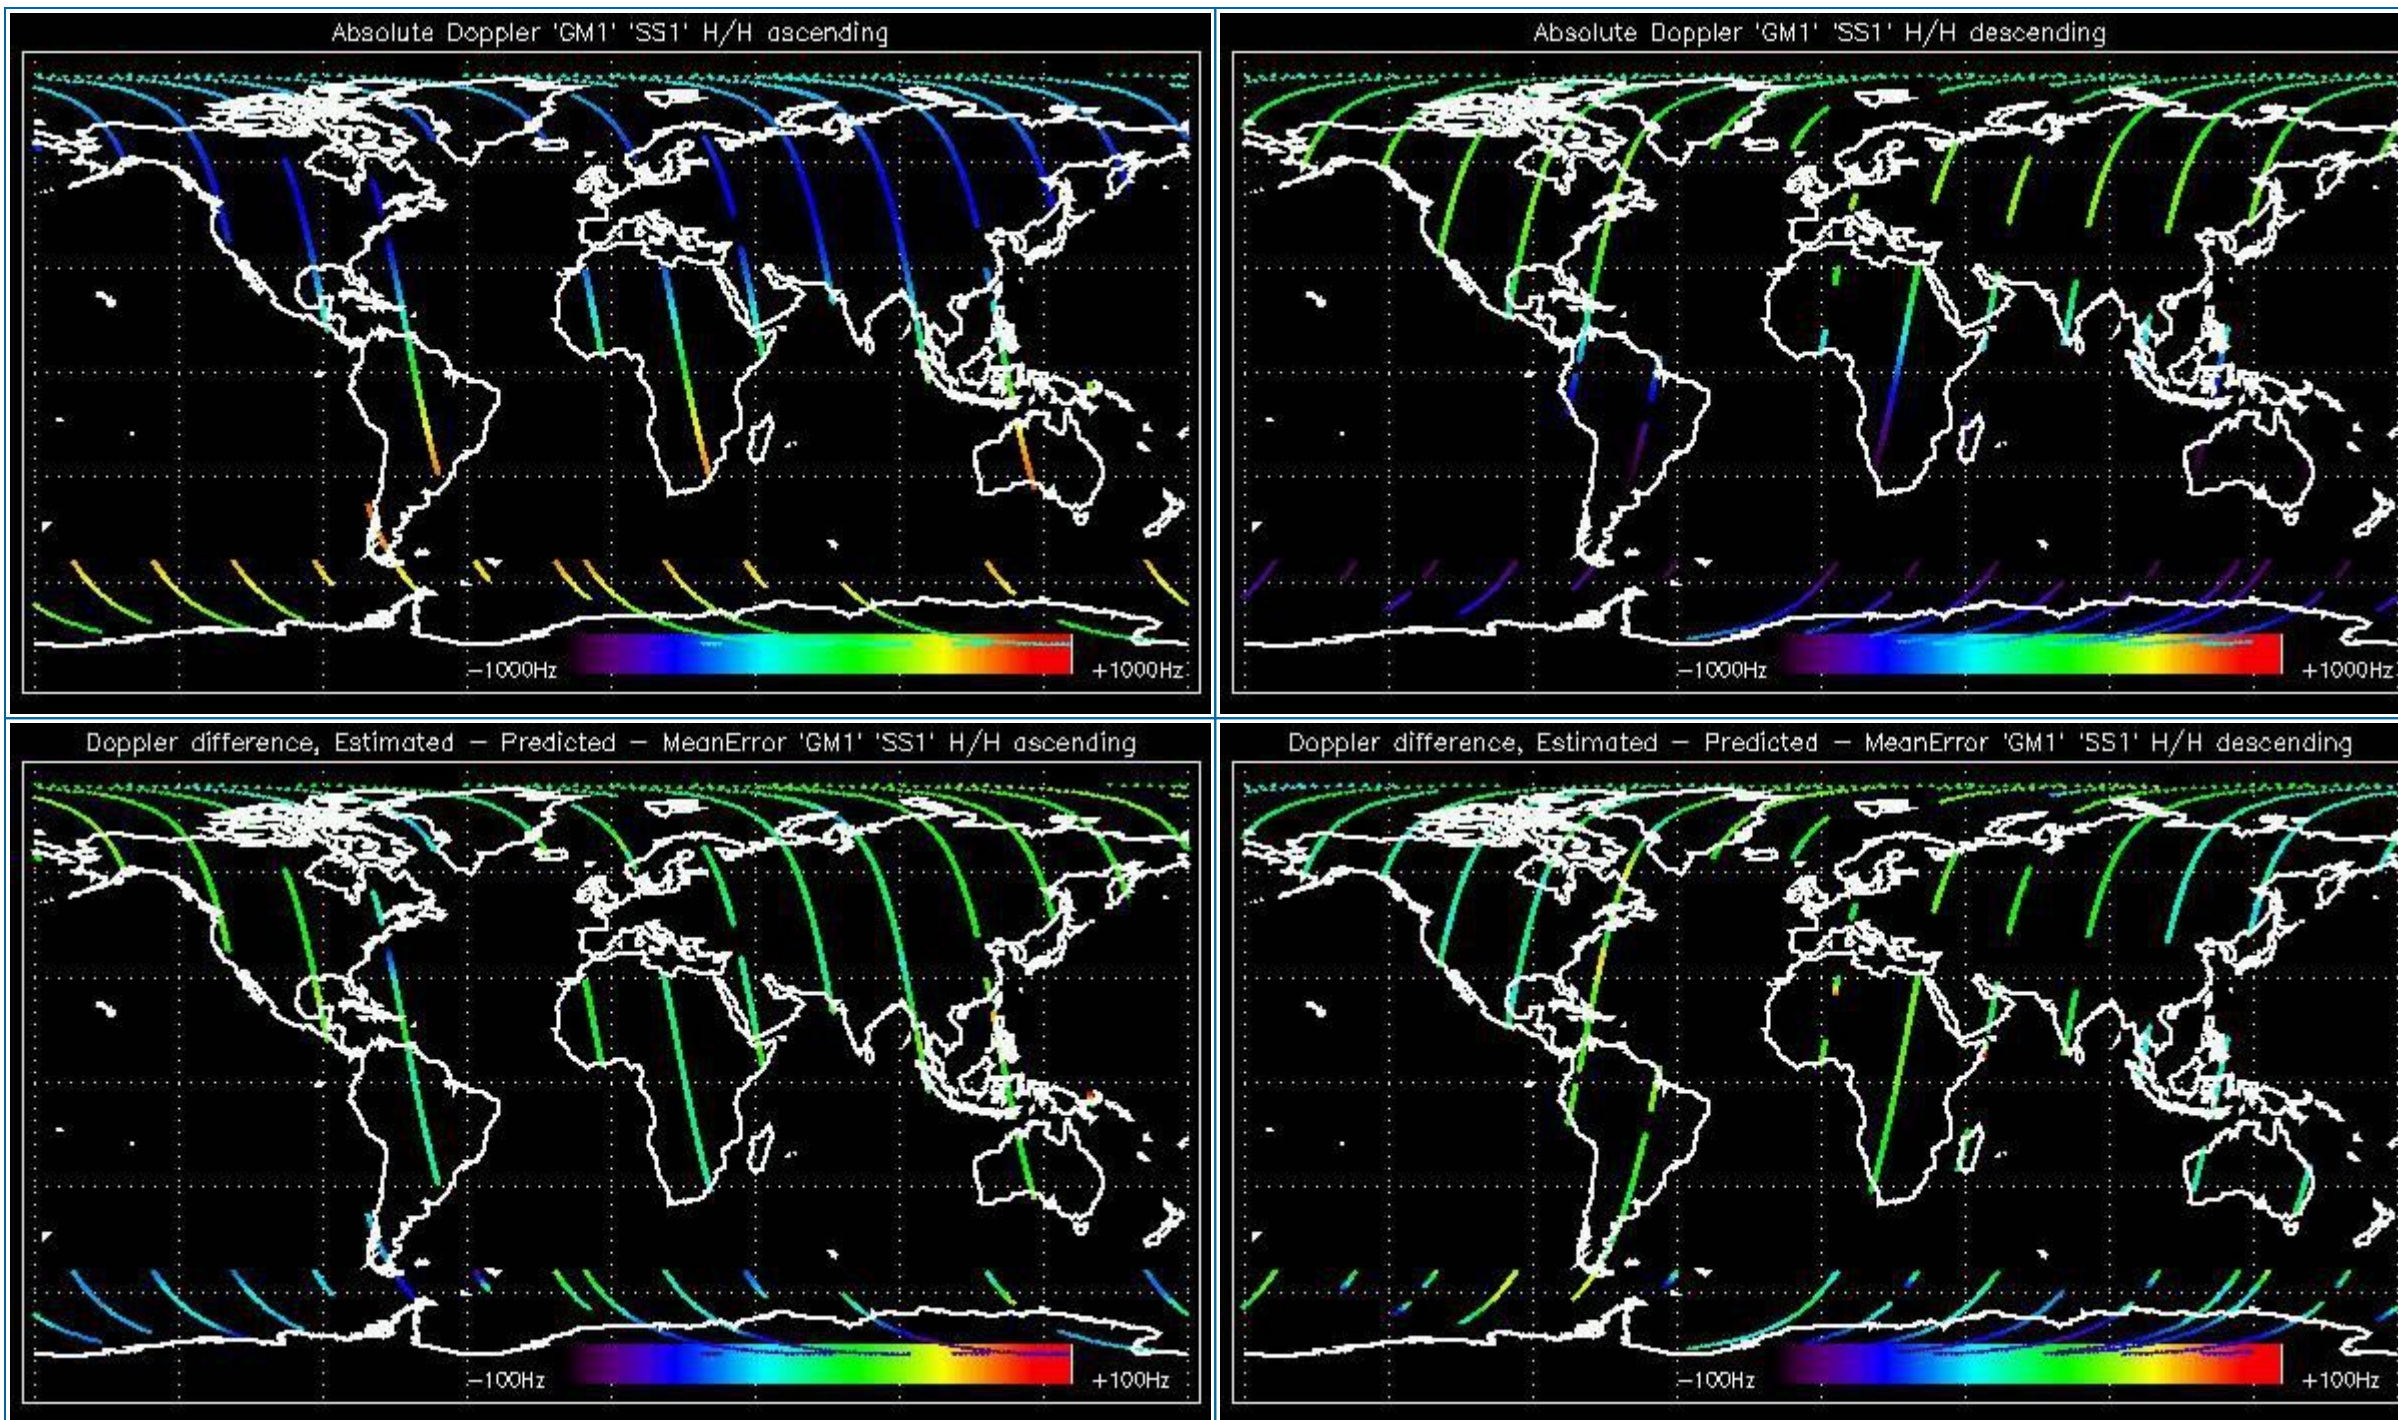 Absolute Doppler 'GM1' 'SS1' H/H ascending
-1000Hz
+1000Hz
Absolute Doppler 'GM1' 'SS1' H/H descending
-1000Hz
+1000Hz
Doppler difference, Estimated - Predicted - MeanError 'GM1' 'SS1' H/H ascending
-100Hz
+100Hz
Doppler difference, Estimated - Predicted - MeanError 'GM1' 'SS1' H/H descending
-100Hz
+100Hz